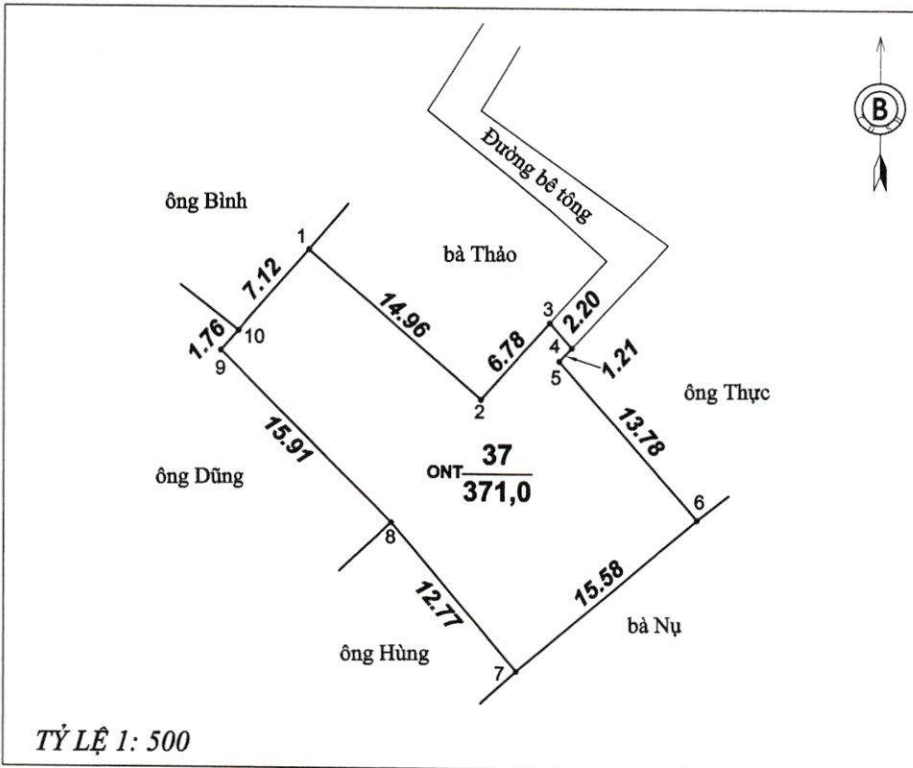 B
Đường bê tông
ông Bình
1
bà Thảo
7.12
14.96
3
2.20
1.76
10
6.78
4
1.21
9
5
2
ông Thực
13.78
15.91
ông Dũng
ONT 37
371,0
6
8
15.58
12.77
bà Nụ
ông Hùng
7
TỶ LỆ 1: 500